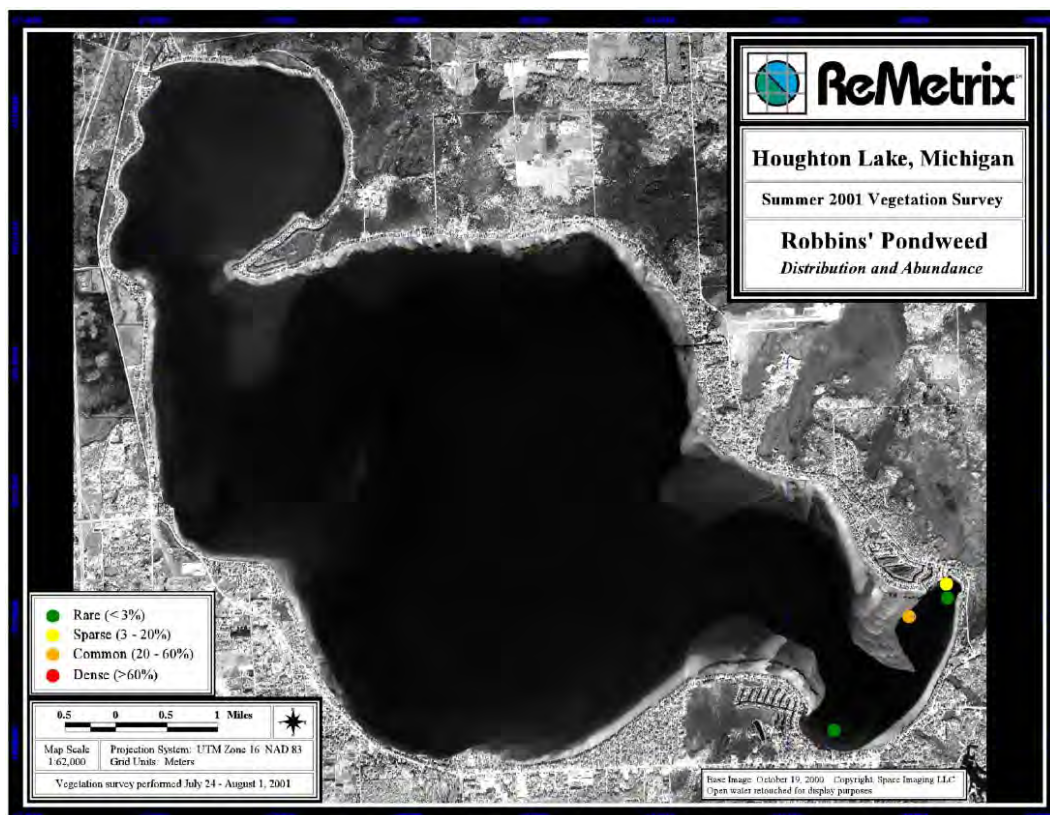 ReMetrix
Houghton Lake, Michigan
Summer 2001 Vegetation Survey
Robbins' Pondweed
Distribution and Abundance
Rare (< 3%)
Sparse (3 - 20%)
Common (20 - 60%)
Dense (>60%)
0.5 0 0.5 1 Miles
Map Scale
1:62,000
Projection System: UTM Zone 16 NAD 83
Grid Units: Meters
Vegetation survey performed July 24 - August 1, 2001
Base Image: October 19, 2000 Copyright: Space Imaging LLC
Open water retouched for display purposes